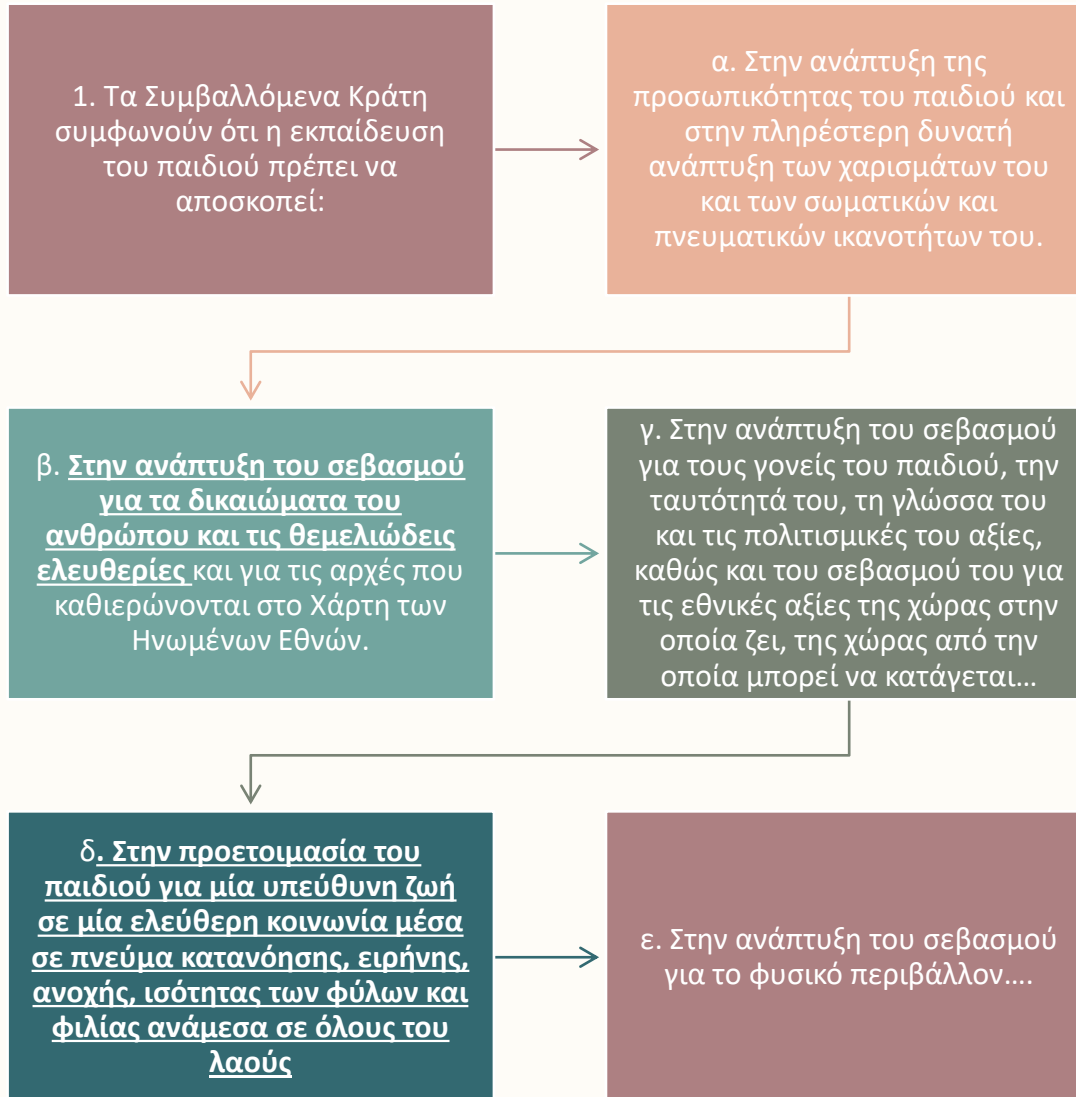 1. Τα Συμβαλλόμενα Κράτη
συμφωνούν ότι η εκπαίδευση
του παιδιού πρέπει να
αποσκοπεί:
α. Στην ανάπτυξη της
προσωπικότητας του παιδιού και
στην πληρέστερη δυνατή
ανάπτυξη των χαρισμάτων του
και των σωματικών και
πνευματικών ικανοτήτων του.
β. Στην ανάπτυξη του σεβασμού
για τα δικαιώματα του
ανθρώπου και τις θεμελιώδεις
ελευθερίες και για τις αρχές που
καθιερώνονται στο Χάρτη των
Ηνωμένων Εθνών.
γ. Στην ανάπτυξη του σεβασμού
για τους γονείς του παιδιού, την
ταυτότητά του, τη γλώσσα του
και τις πολιτισμικές του αξίες,
καθώς και του σεβασμού του για
τις εθνικές αξίες της χώρας στην
οποία ζει, της χώρας από την
οποία μπορεί να κατάγεται…
δ. Στην προετοιμασία του
παιδιού για μία υπεύθυνη ζωή
σε μία ελεύθερη κοινωνία μέσα
σε πνεύμα κατανόησης, ειρήνης,
ανοχής, ισότητας των φύλων και
φιλίας ανάμεσα σε όλους του
λαούς
ε. Στην ανάπτυξη του σεβασμού
για το φυσικό περιβάλλον….